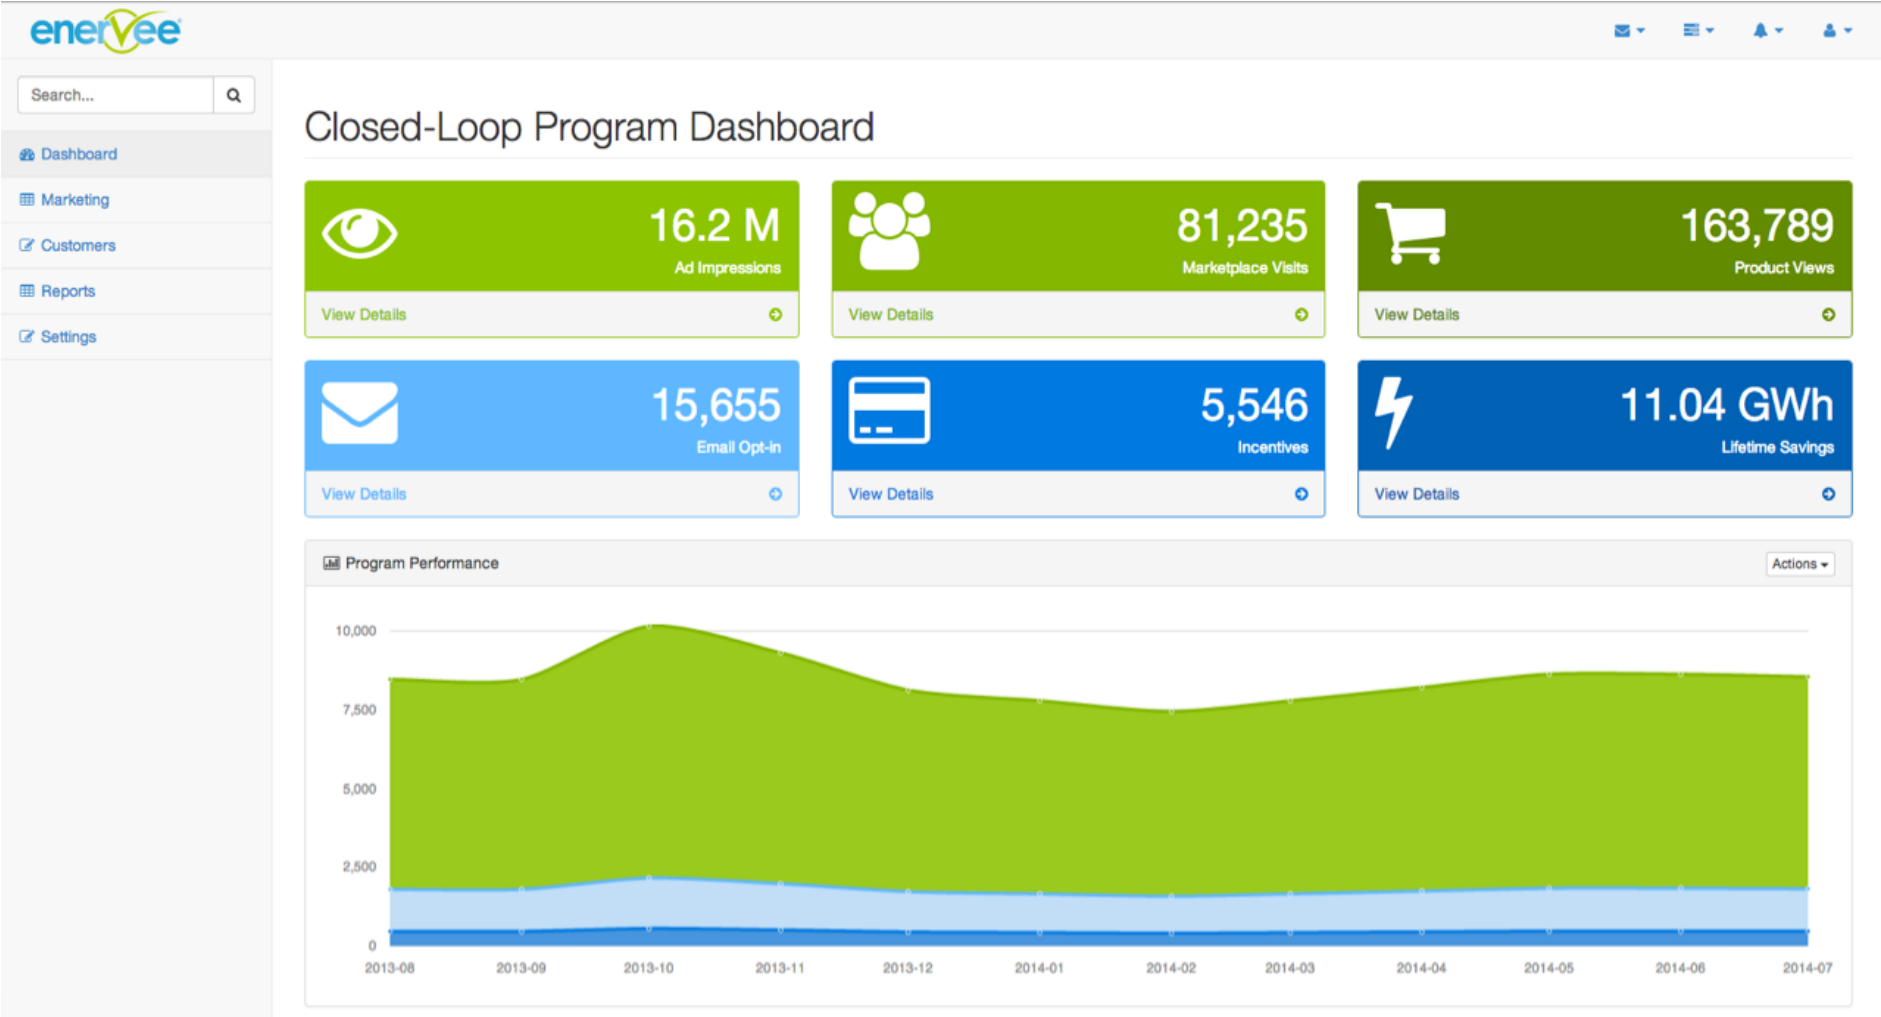 enervee
Search...
Dashboard
Marketing
Customers
Reports
Settings
Closed-Loop Program Dashboard
16.2 M
Ad Impressions
View Details
81,235
Marketplace Visits
View Details
163,789
Product Views
View Details
15,655
Email Opt-in
View Details
5,546
Incentives
View Details
11.04 GWh
Lifetime Savings
View Details
Program Performance
Actions
10,000
7,500
5,000
2,500
0
2013-08 2013-09 2013-10 2013-11 2013-12 2014-01 2014-02 2014-03 2014-04 2014-05 2014-06 2014-07